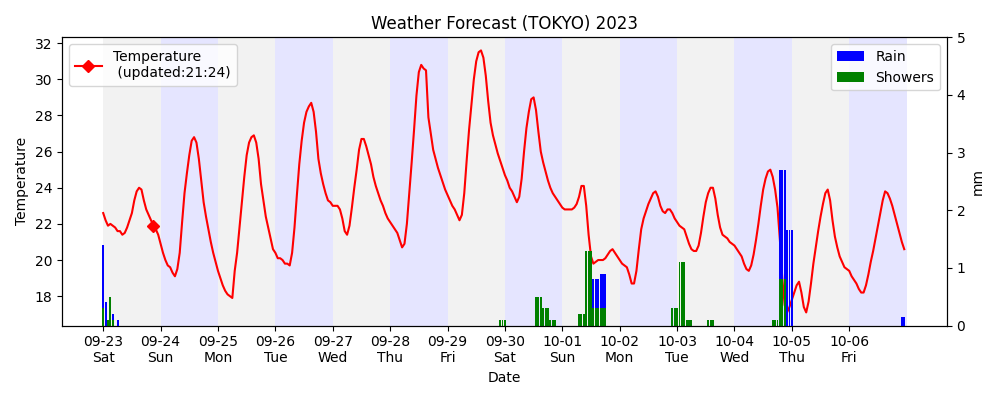 Weather Forecast (TOKYO) 2023
Temperature
(updated:21:24)
Rain
Showers
Temperature
32
30
28
26
24
22
20
18
5
4
3
2
1
0
mm
09-23 09-24 09-25 09-26 09-27 09-28 09-29 09-30 10-01 10-02 10-03 10-04 10-05 10-06
Sat Sun Mon Tue Wed Thu Fri Sat Sun Mon Tue Wed Thu Fri
Date